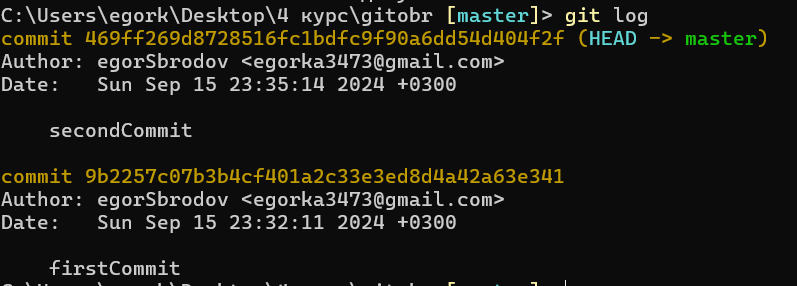 C:\Users\egork\Desktop\4 курс\gitobr [master]> git log
commit 469ff269d8728516fc1bdfc9f90a6dd54d404f2f (HEAD -> master)
Author: egorSbrodov <egorka3473@gmail.com>
Date:   Sun Sep 15 23:35:14 2024 +0300
secondCommit
commit 9b2257c07b3b4cf401a2c33e3ed8d4a42a63e341
Author: egorSbrodov <egorka3473@gmail.com>
Date:   Sun Sep 15 23:32:11 2024 +0300
firstCommit